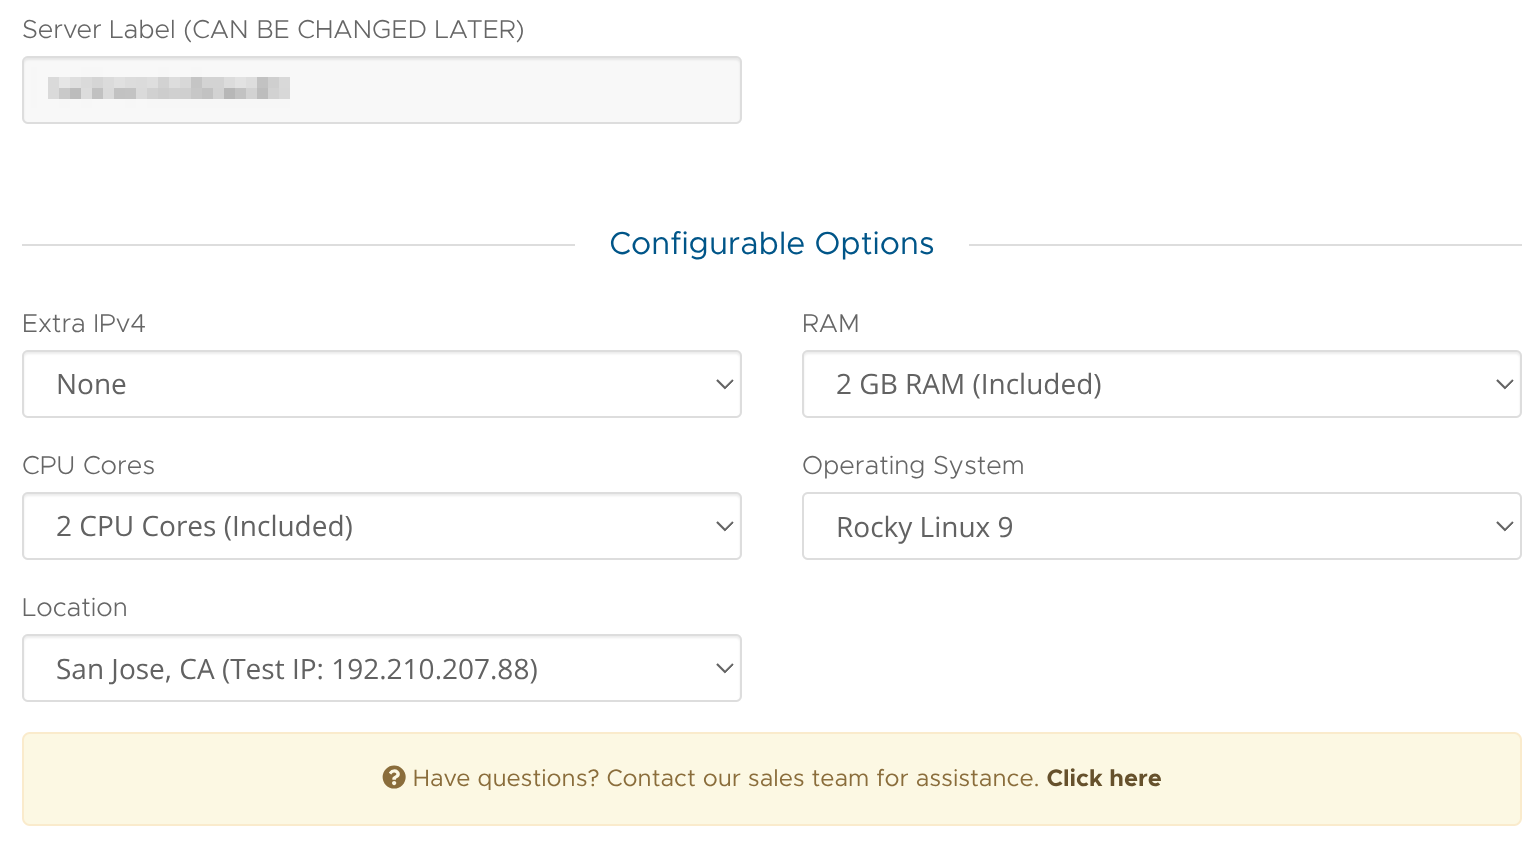 Server Label (CAN BE CHANGED LATER)
Configurable Options
Extra IPv4
None
RAM
2 GB RAM (Included)
CPU Cores
2 CPU Cores (Included)
Operating System
Rocky Linux 9
Location
San Jose, CA (Test IP: 192.210.207.88)
Have questions? Contact our sales team for assistance. Click here